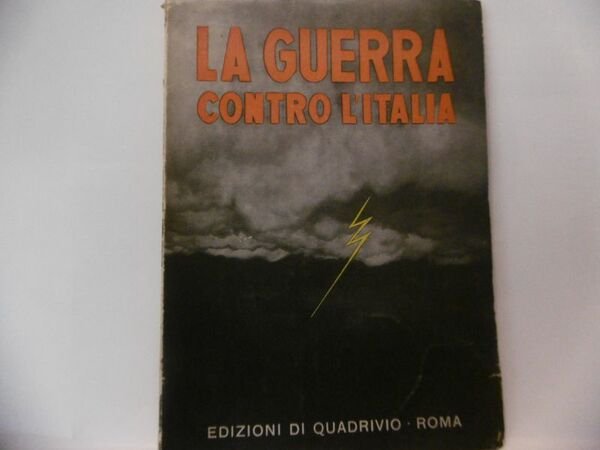 LA GUERRA
CONTRO L'ITALIA
EDIZIONI DI QUADRIVIO · ROMA